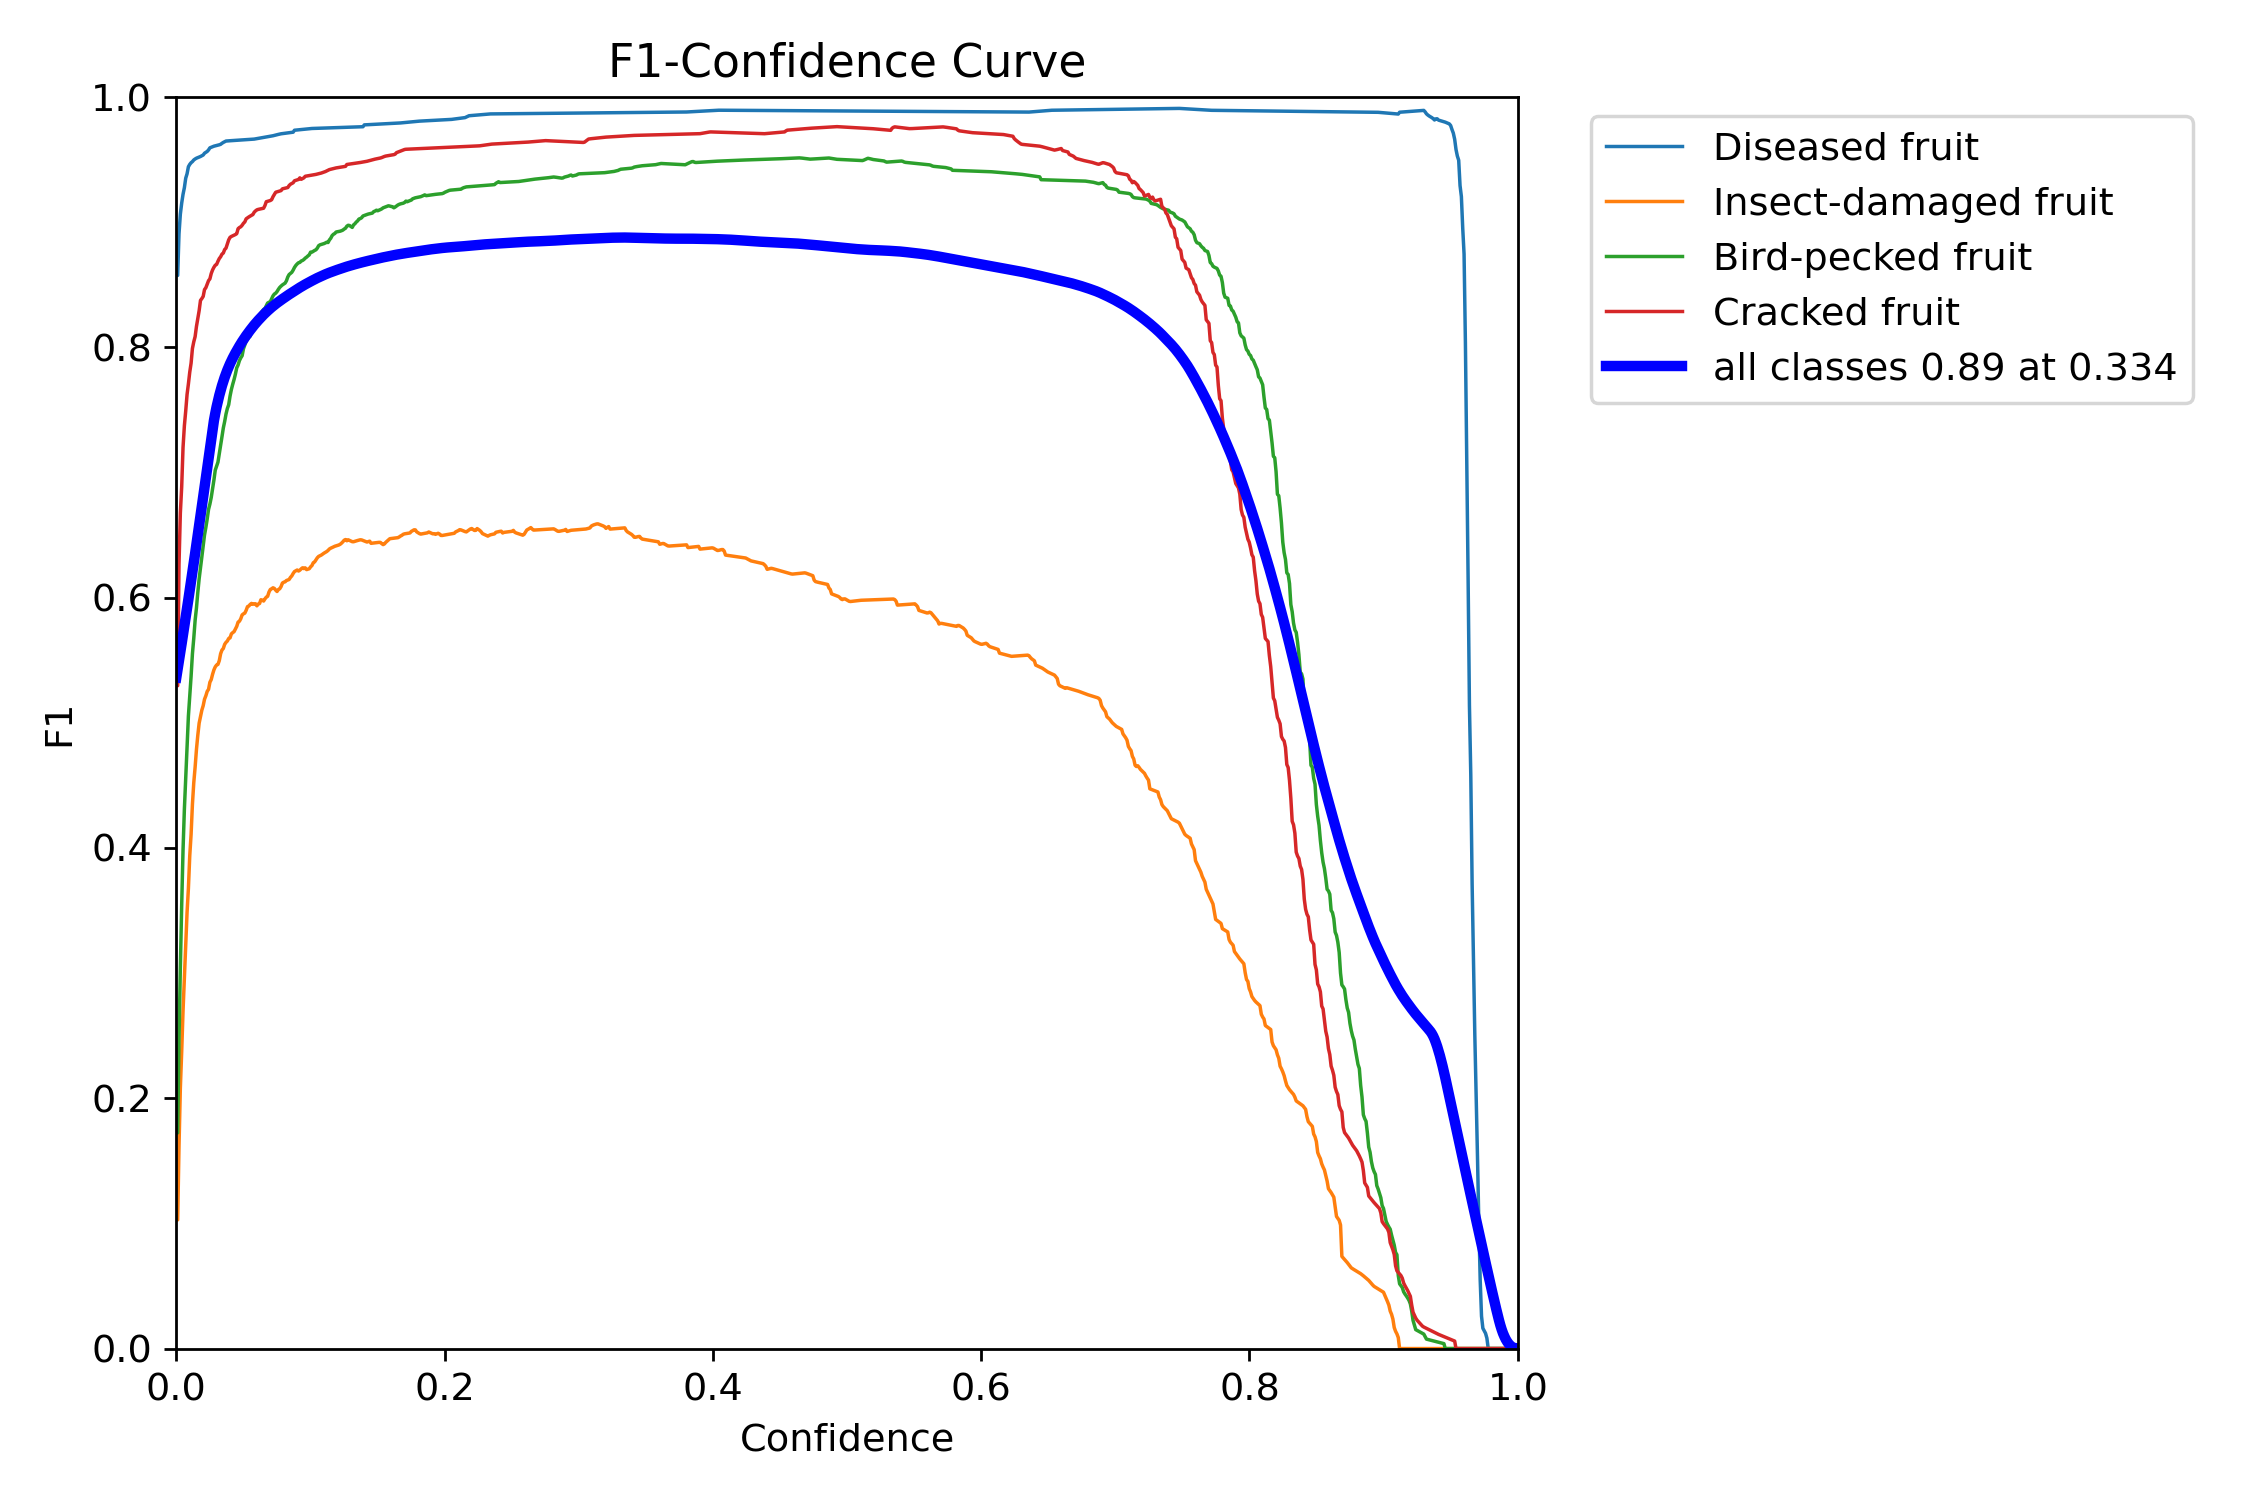 F1-Confidence Curve
1.0
0.8
0.6
0.4
0.2
0.0
F1
0.0 0.2 0.4 0.6 0.8 1.0
Confidence
Diseased fruit
Insect-damaged fruit
Bird-pecked fruit
Cracked fruit
all classes 0.89 at 0.334